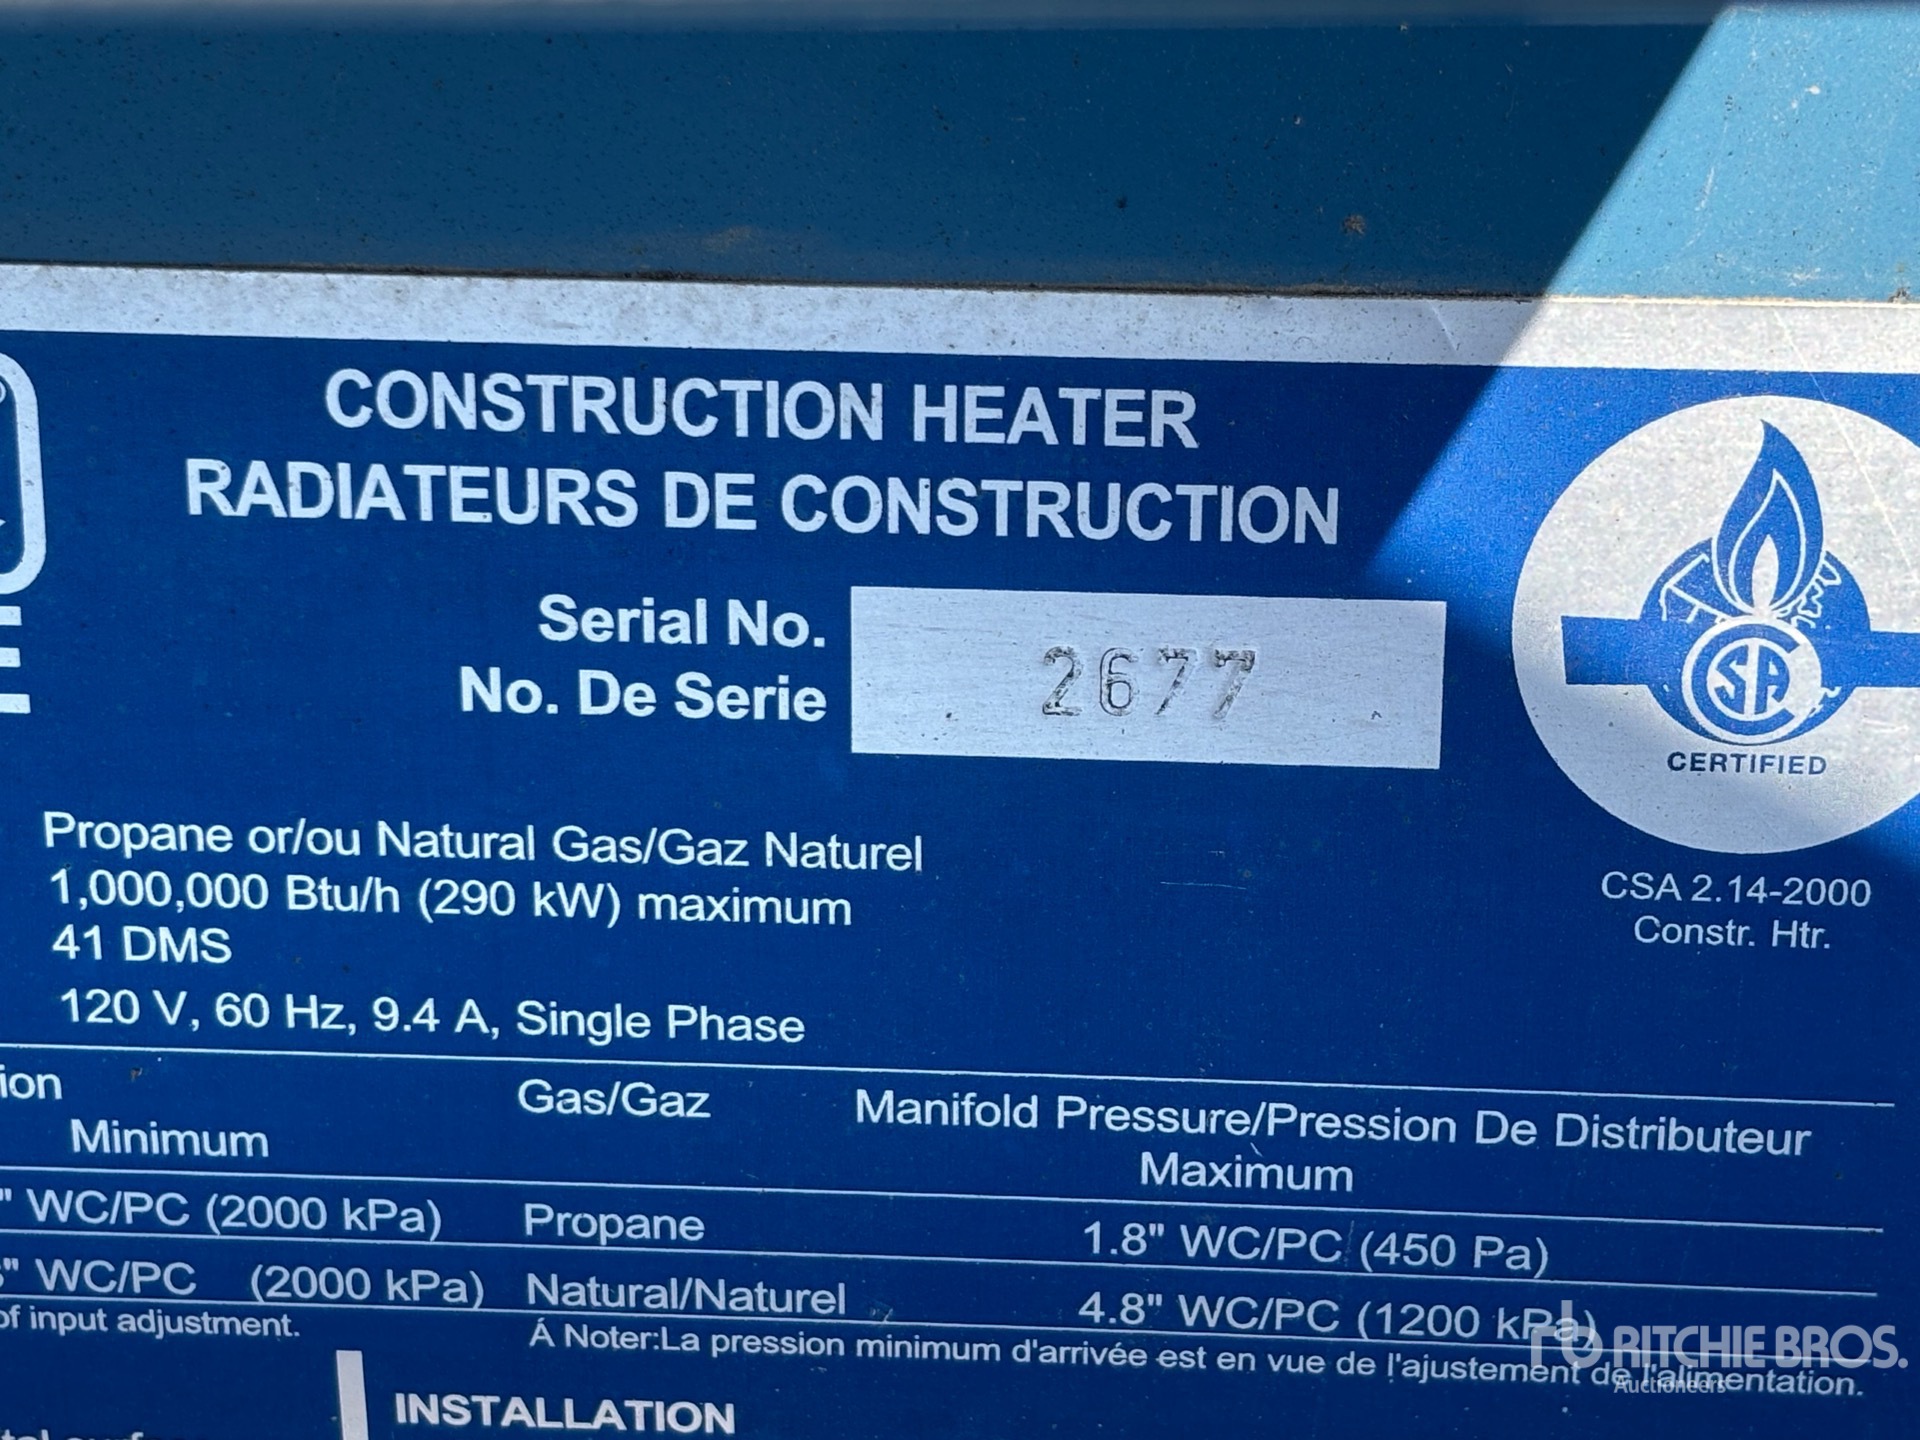 CONSTRUCTION HEATER
RADIATEURS DE CONSTRUCTION
Serial No.
No. De Serie
2677
CSA
CERTIFIED
CSA 2.14-2000
Constr. Htr.
Propane or/ou Natural Gas/Gaz Naturel
1,000,000 Btu/h (290 kW) maximum
41 DMS
120 V, 60 Hz, 9.4 A, Single Phase
Minimum
Gas/Gaz
Manifold Pressure/Pression De Distributeur
Maximum
" WC/PC (2000 kPa) Propane 1.8" WC/PC (450 Pa)
" WC/PC (2000 kPa) Natural/Naturel 4.8" WC/PC (1200 kPa)
of input adjustment.
Á Noter:La pression minimum d'arrivée est en vue de l'ajustement de l'alimentation.
INSTALLATION
RITCHIE BROS.
Auctioneers